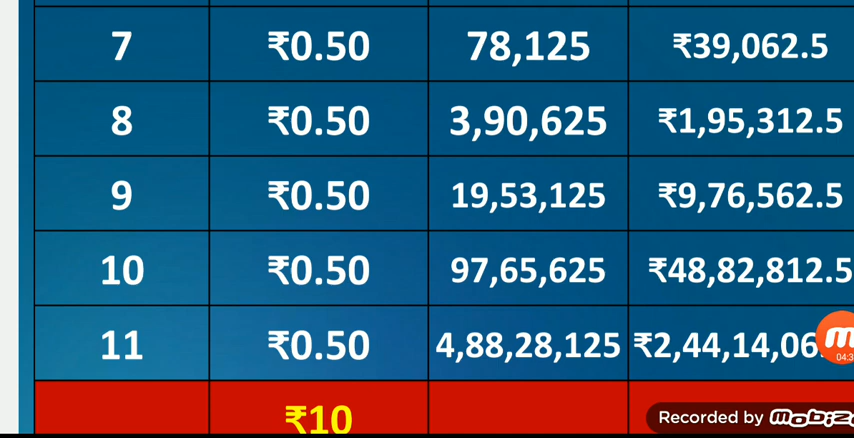 7 ₹0.50 78,125 ₹39,062.5
8 ₹0.50 3,90,625 ₹1,95,312.5
9 ₹0.50 19,53,125 ₹9,76,562.5
10 ₹0.50 97,65,625 ₹48,82,812.5
11 ₹0.50 4,88,28,125
₹10
Recorded by